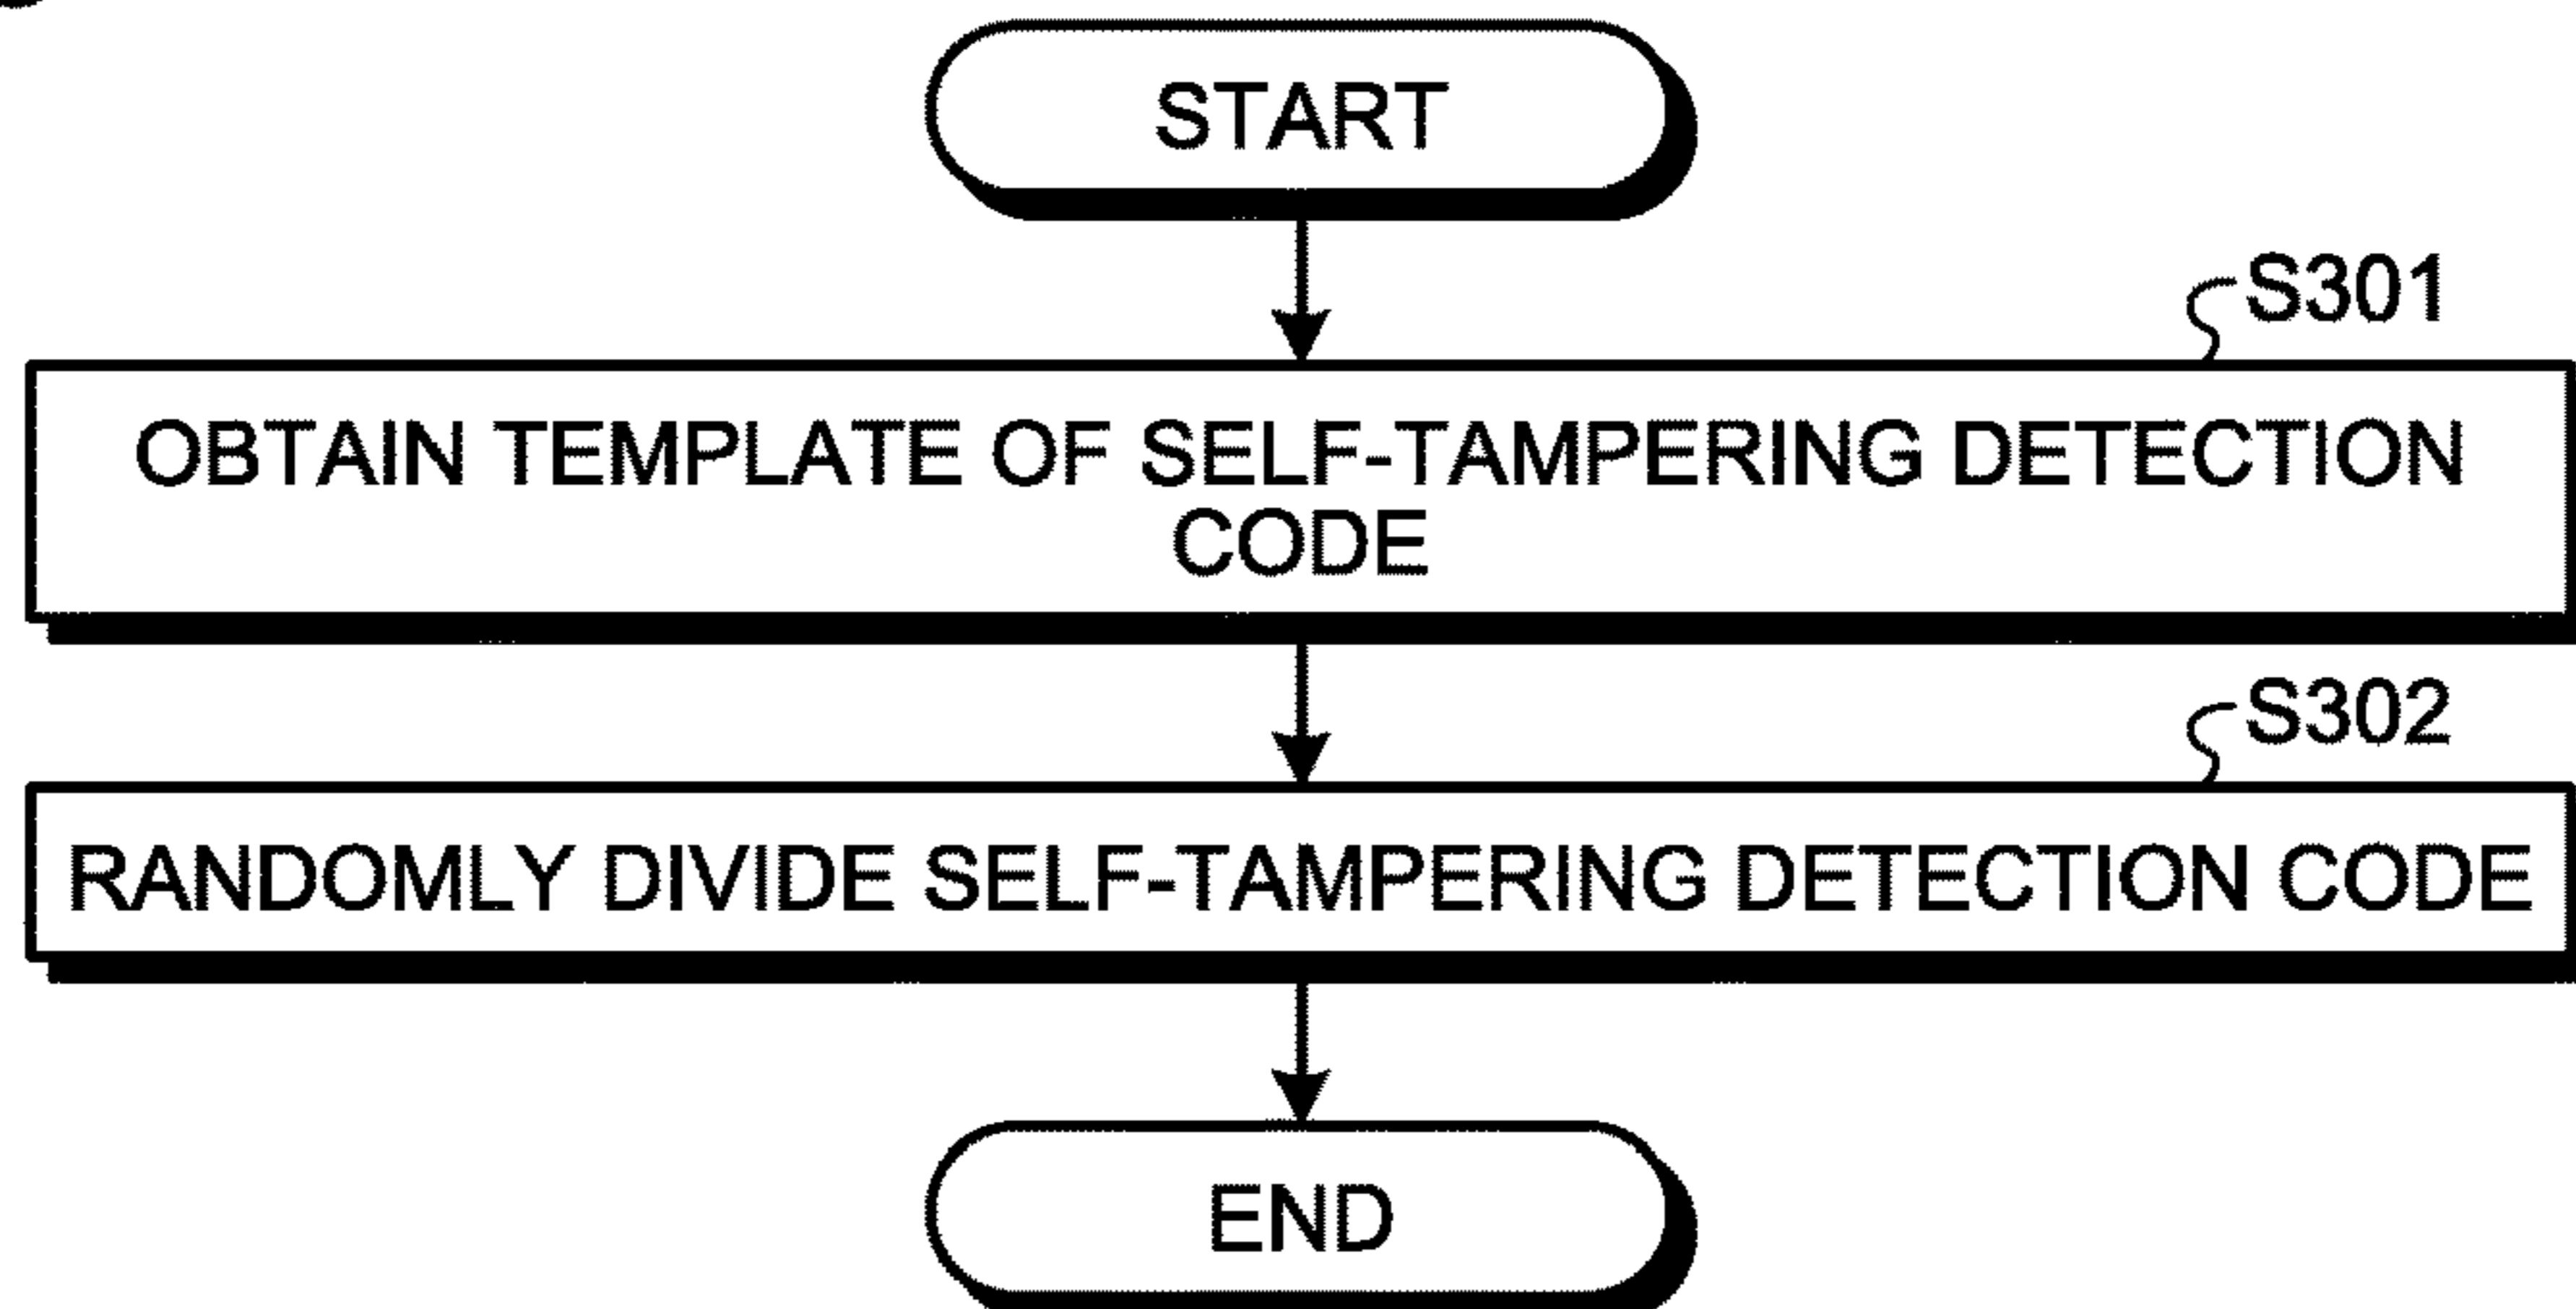 START
S301
OBTAIN TEMPLATE OF SELF-TAMPERING DETECTION
CODE
S302
RANDOMLY DIVIDE SELF-TAMPERING DETECTION CODE
END